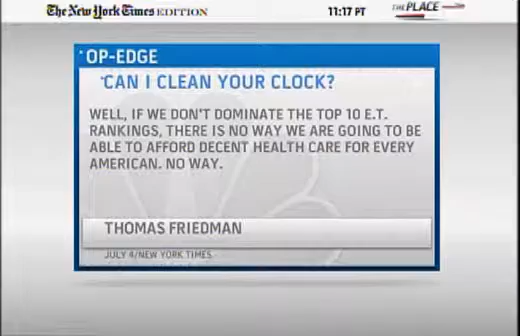 The New York Times EDITION
11:17 PT
THE PLACE
OP-EDGE
CAN I CLEAN YOUR CLOCK?
WELL, IF WE DON'T DOMINATE THE TOP 10 E.T.
RANKINGS, THERE IS NO WAY WE ARE GOING TO BE
ABLE TO AFFORD DECENT HEALTH CARE FOR EVERY
AMERICAN. NO WAY.
THOMAS FRIEDMAN
JULY 4/NEW YORK TIMES